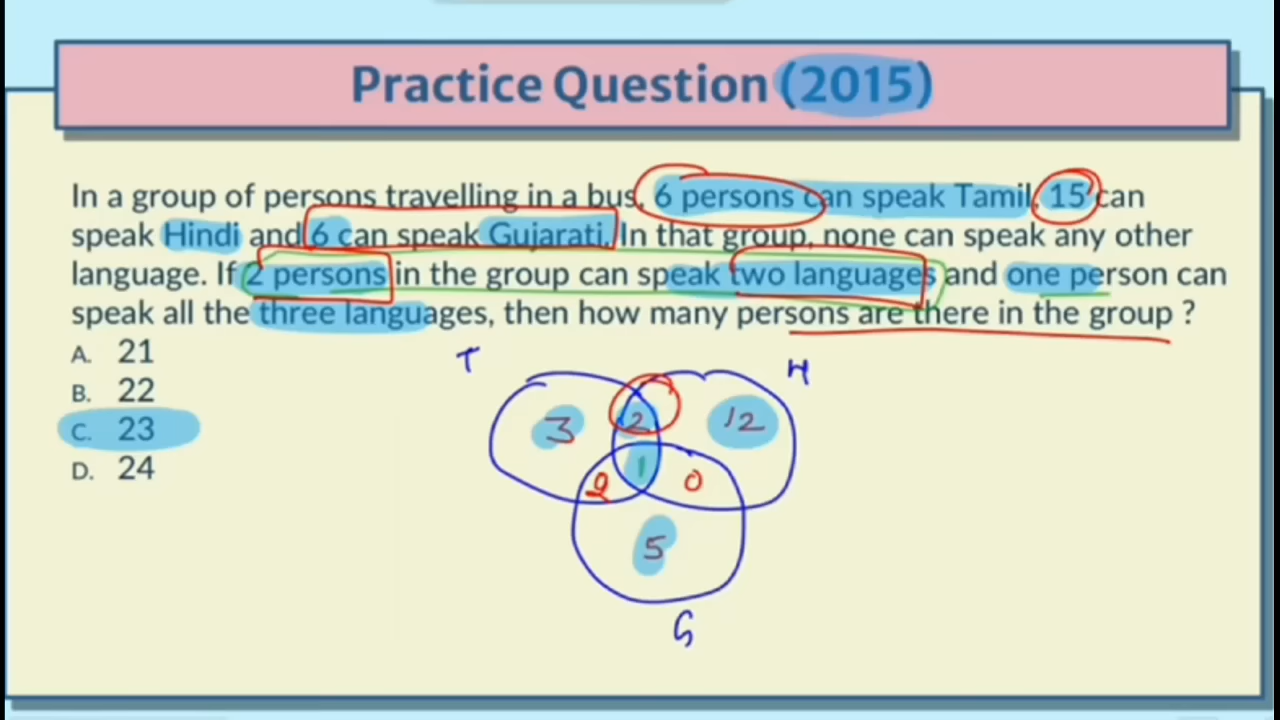 Practice Question (2015)
In a group of persons travelling in a bus, 6 persons can speak Tamil, 15 can
speak Hindi and 6 can speak Gujarati. In that group, none can speak any other
language. If 2 persons in the group can speak two languages and one person can
speak all the three languages, then how many persons are there in the group ?
A. 21
B. 22
C. 23
D. 24
T
H
3
2
12
1
0
5
G